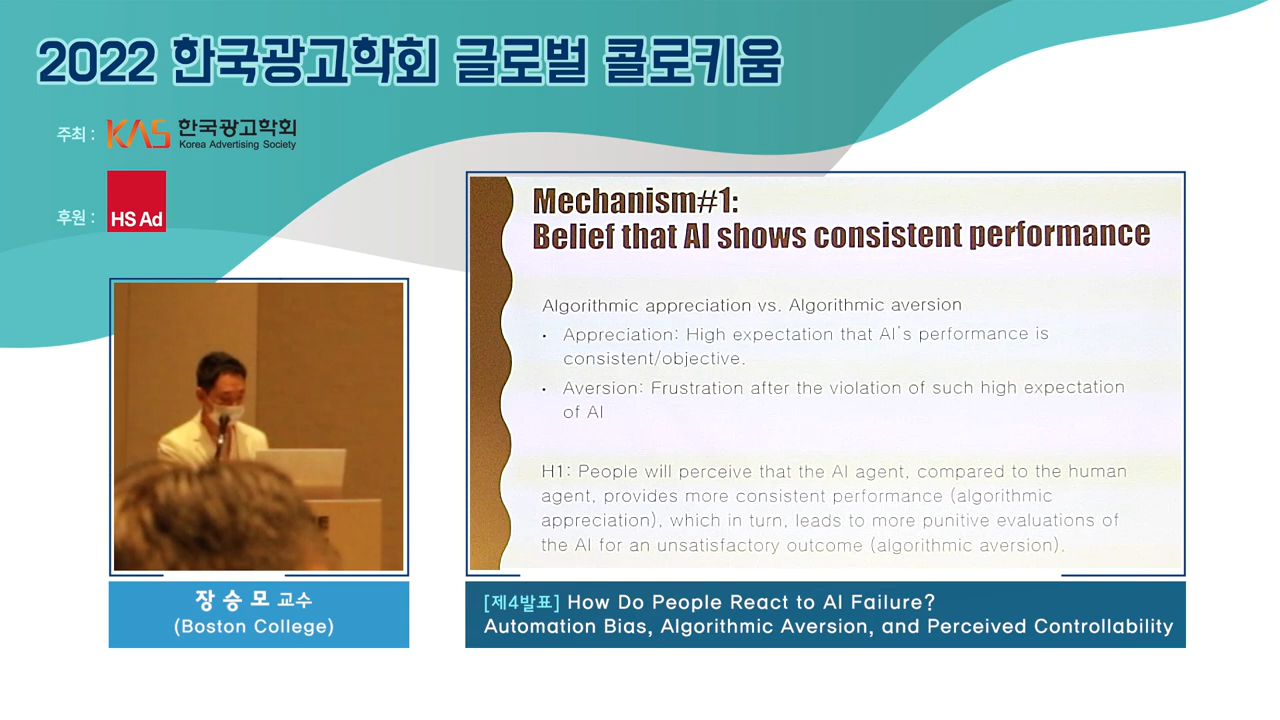 2022 한국광고학회 글로벌 콜로키움
주최 :
KAS 한국광고학회
Korea Advertising Society
후원 :
HS Ad
Mechanism#1:
Belief that AI shows consistent performance
Algorithmic appreciation vs. Algorithmic aversion
• Appreciation: High expectation that AI's performance is
consistent/objective.
• Aversion: Frustration after the violation of such high expectation
of AI
H1: People will perceive that the AI agent, compared to the human
agent, provides more consistent performance (algorithmic
appreciation), which in turn, leads to more punitive evaluations of
the AI for an unsatisfactory outcome (algorithmic aversion).
장승모 교수
(Boston College)
[제4발표] How Do People React to AI Failure?
Automation Bias, Algorithmic Aversion, and Perceived Controllability